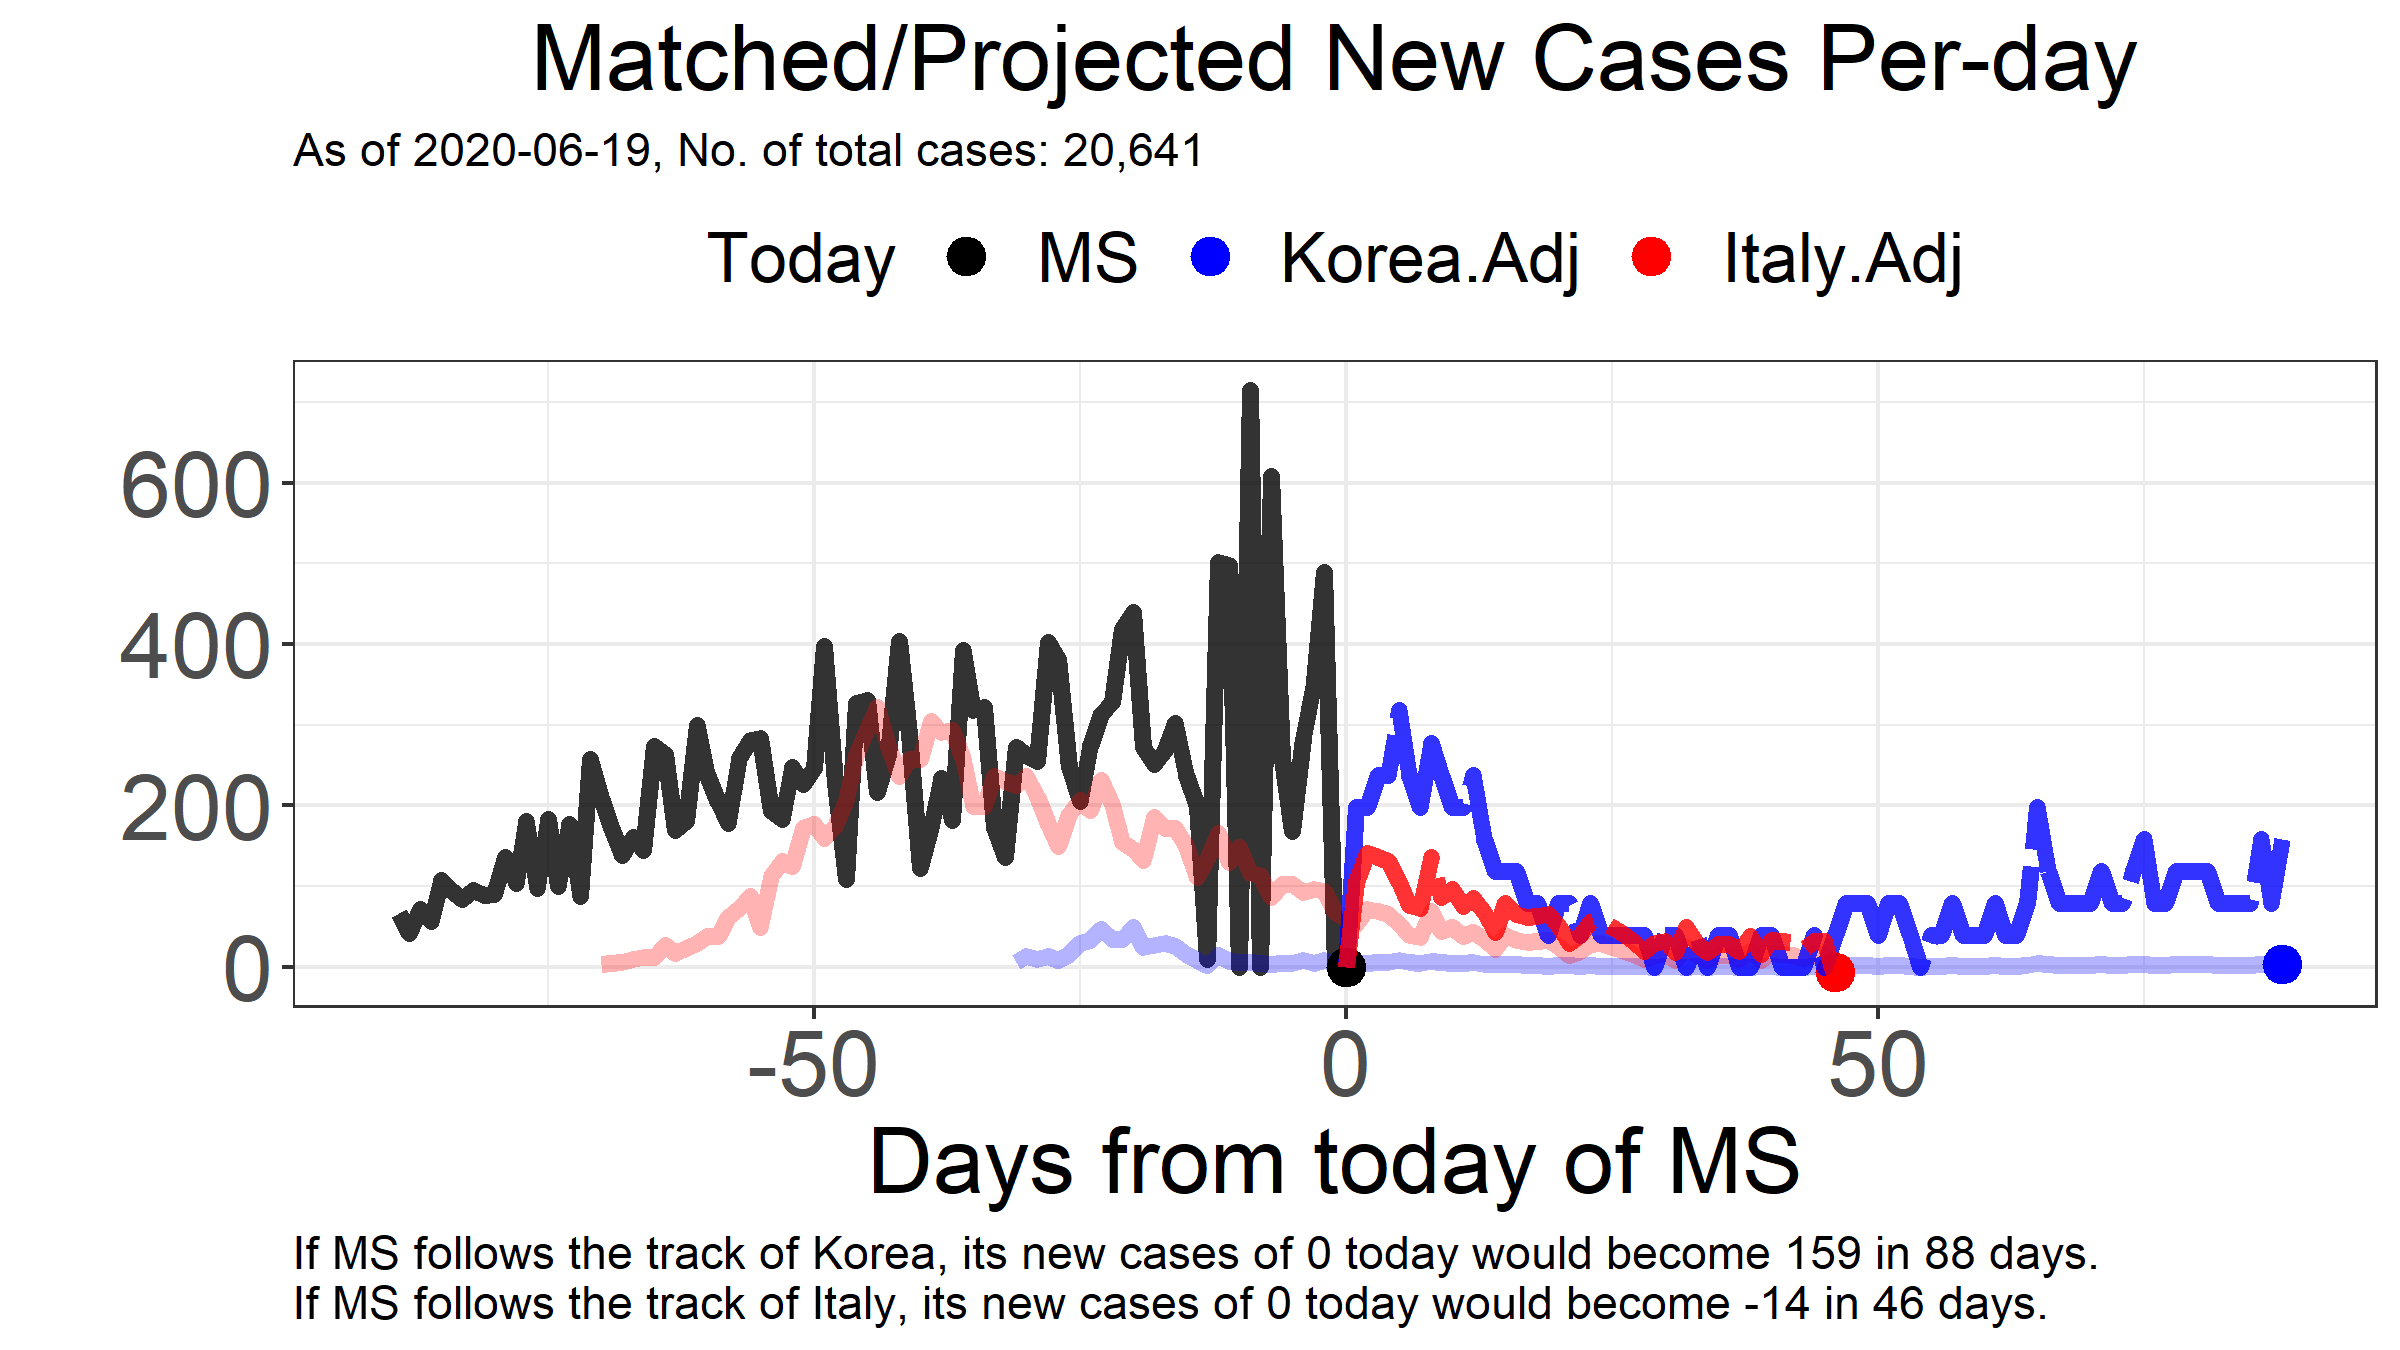 Matched/Projected New Cases Per-day
As of 2020-06-19, No. of total cases: 20,641
Today MS Korea.Adj Italy.Adj
600
400
200
0
-50 0 50
Days from today of MS
If MS follows the track of Korea, its new cases of 0 today would become 159 in 88 days.
If MS follows the track of Italy, its new cases of 0 today would become -14 in 46 days.